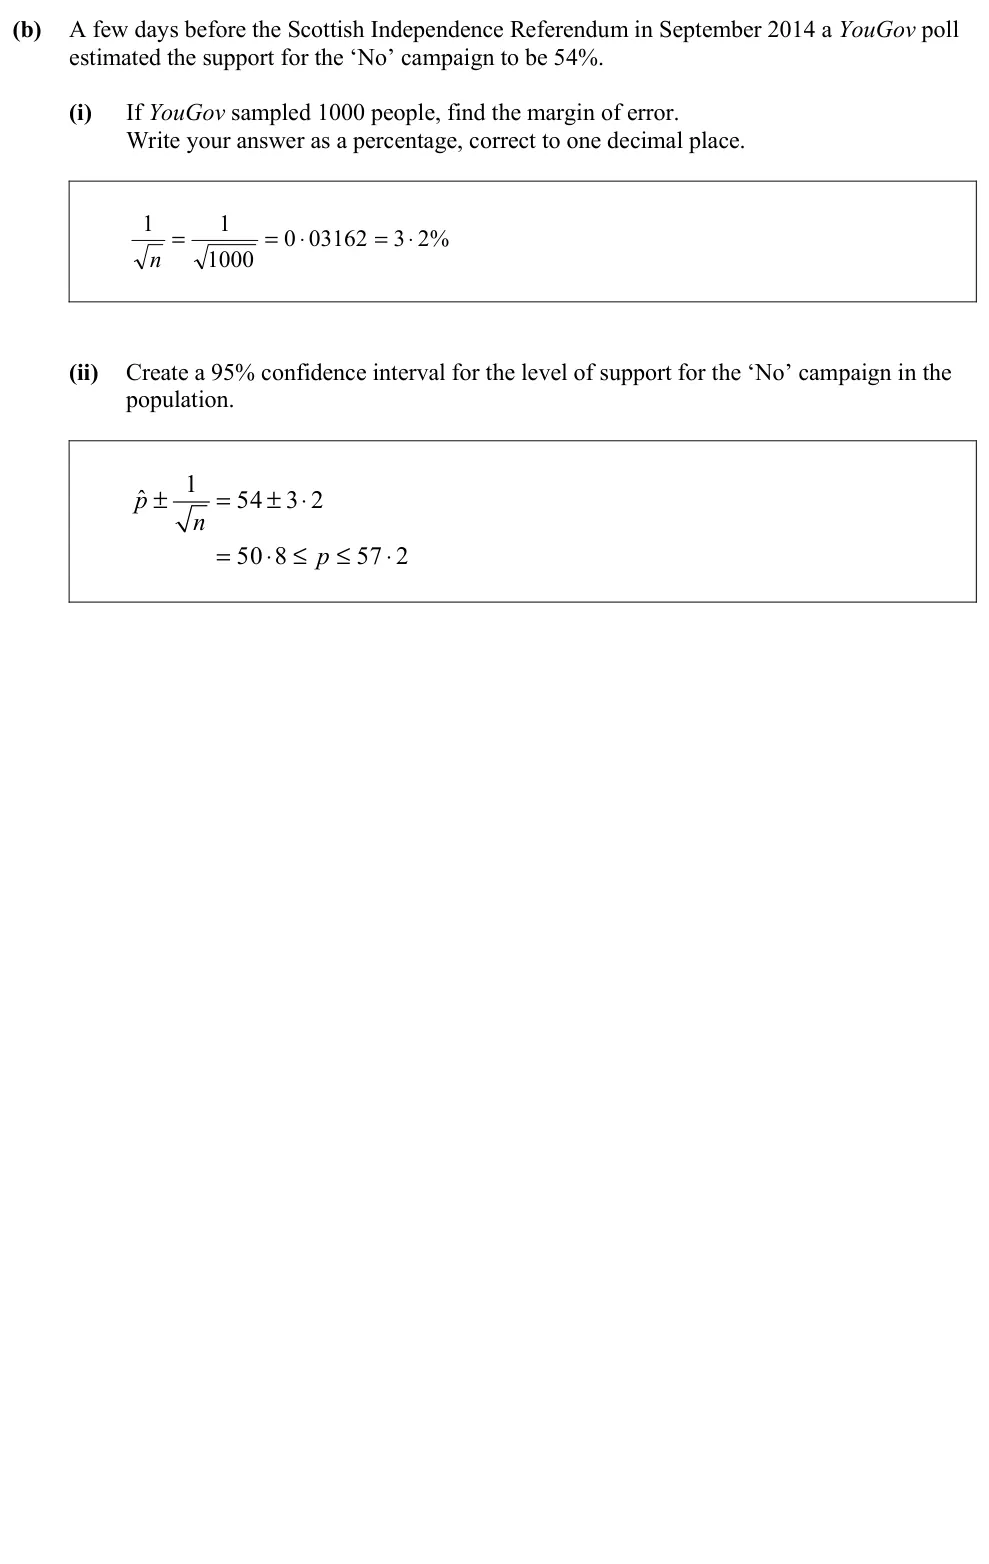 (b) A few days before the Scottish Independence Referendum in September 2014 a YouGov poll
estimated the support for the ‘No’ campaign to be 54%.
(i) If YouGov sampled 1000 people, find the margin of error.
Write your answer as a percentage, correct to one decimal place.
1/√n = 1/√1000 = 0·03162 = 3·2%
(ii) Create a 95% confidence interval for the level of support for the ‘No’ campaign in the
population.
p̂ ± 1/√n = 54 ± 3·2
= 50·8 ≤ p ≤ 57·2